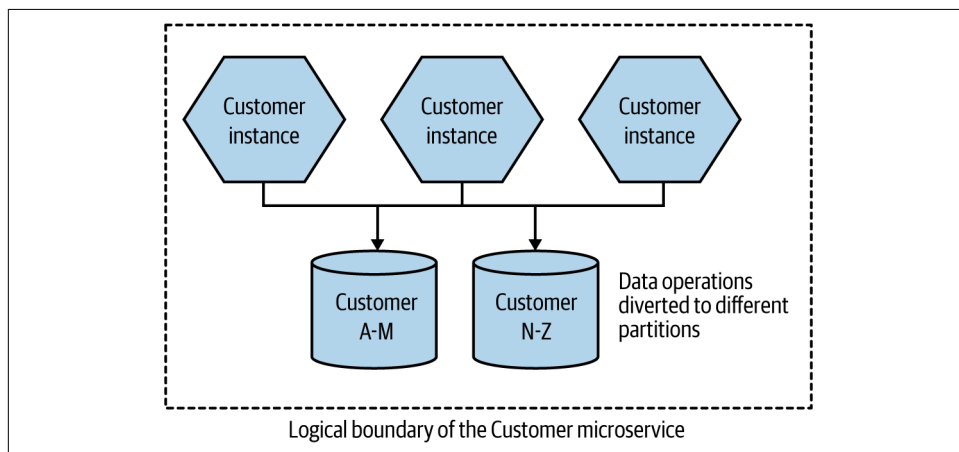 Customer
instance
Customer
instance
Customer
instance
Customer
A-M
Customer
N-Z
Data operations
diverted to different
partitions
Logical boundary of the Customer microservice